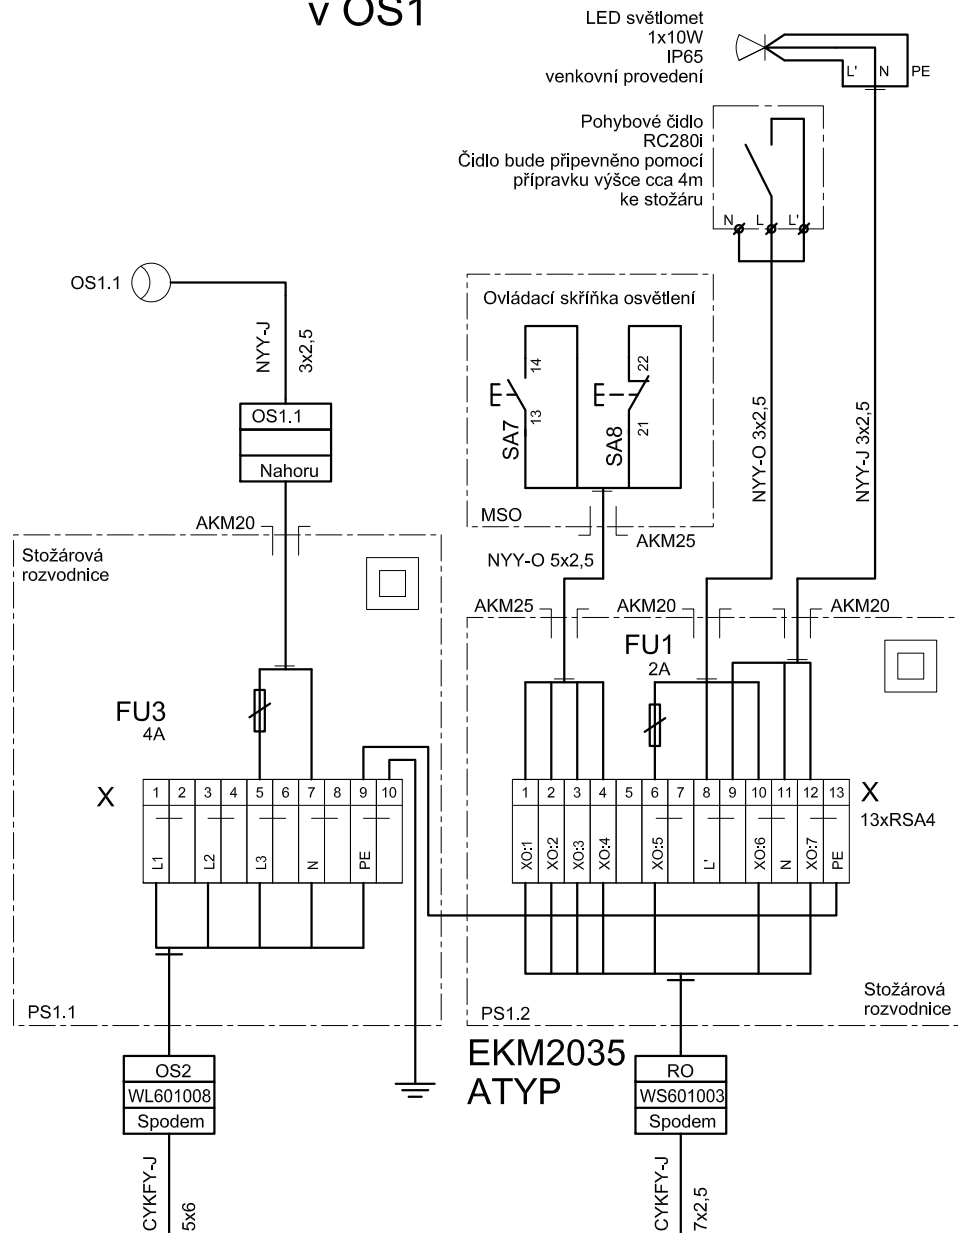 v OS1
LED světlomet
1x10W
IP65
venkovní provedení
L' N PE
Pohybové čidlo
RC280i
Čidlo bude připevněno pomocí
přípravku výšce cca 4m
ke stožáru
N L L'
OS1.1
NYY-J
3x2,5
OS1.1
Nahoru
Ovládací skříňka osvětlení
14
13
SA7
22
21
SA8
MSO
NYY-O 3x2,5
NYY-J 3x2,5
AKM20
AKM25
NYY-O 5x2,5
Stožárová
rozvodnice
AKM25
AKM20
AKM20
FU1
2A
FU3
4A
X
1 2 3 4 5 6 7 8 9 10
L1 L2 L3 N PE
1 2 3 4 5 6 7 8 9 10 11 12 13
XO:1 XO:2 XO:3 XO:4 XO:5 L' XO:6 N XO:7 PE
X
13xRSA4
PS1.1
PS1.2
Stožárová
rozvodnice
EKM2035
ATYP
OS2
WL601008
Spodem
CYKFY-J
5x6
RO
WS601003
Spodem
CYKFY-J
7x2,5